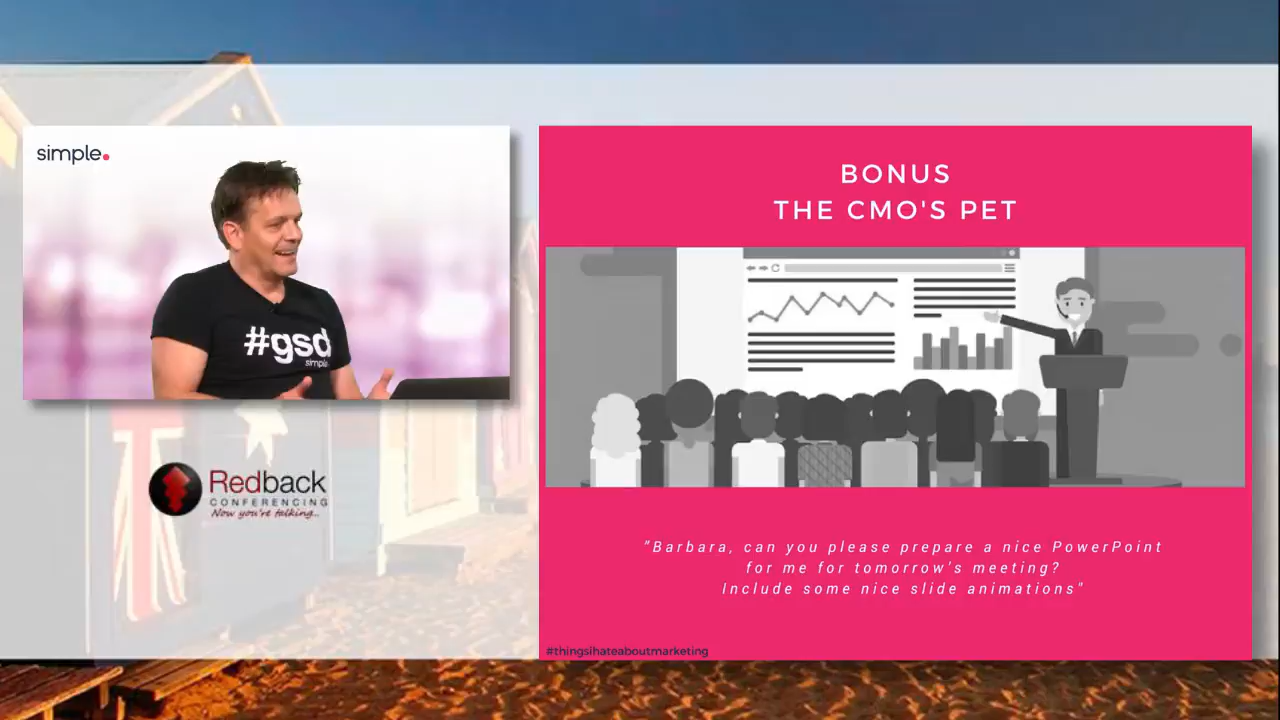 simple.
#gsd
simple.
Redback
CONFERENCING
Now you're talking...
BONUS
THE CMO'S PET
"Barbara, can you please prepare a nice PowerPoint
for me for tomorrow's meeting?
Include some nice slide animations"
#thingsihateaboutmarketing